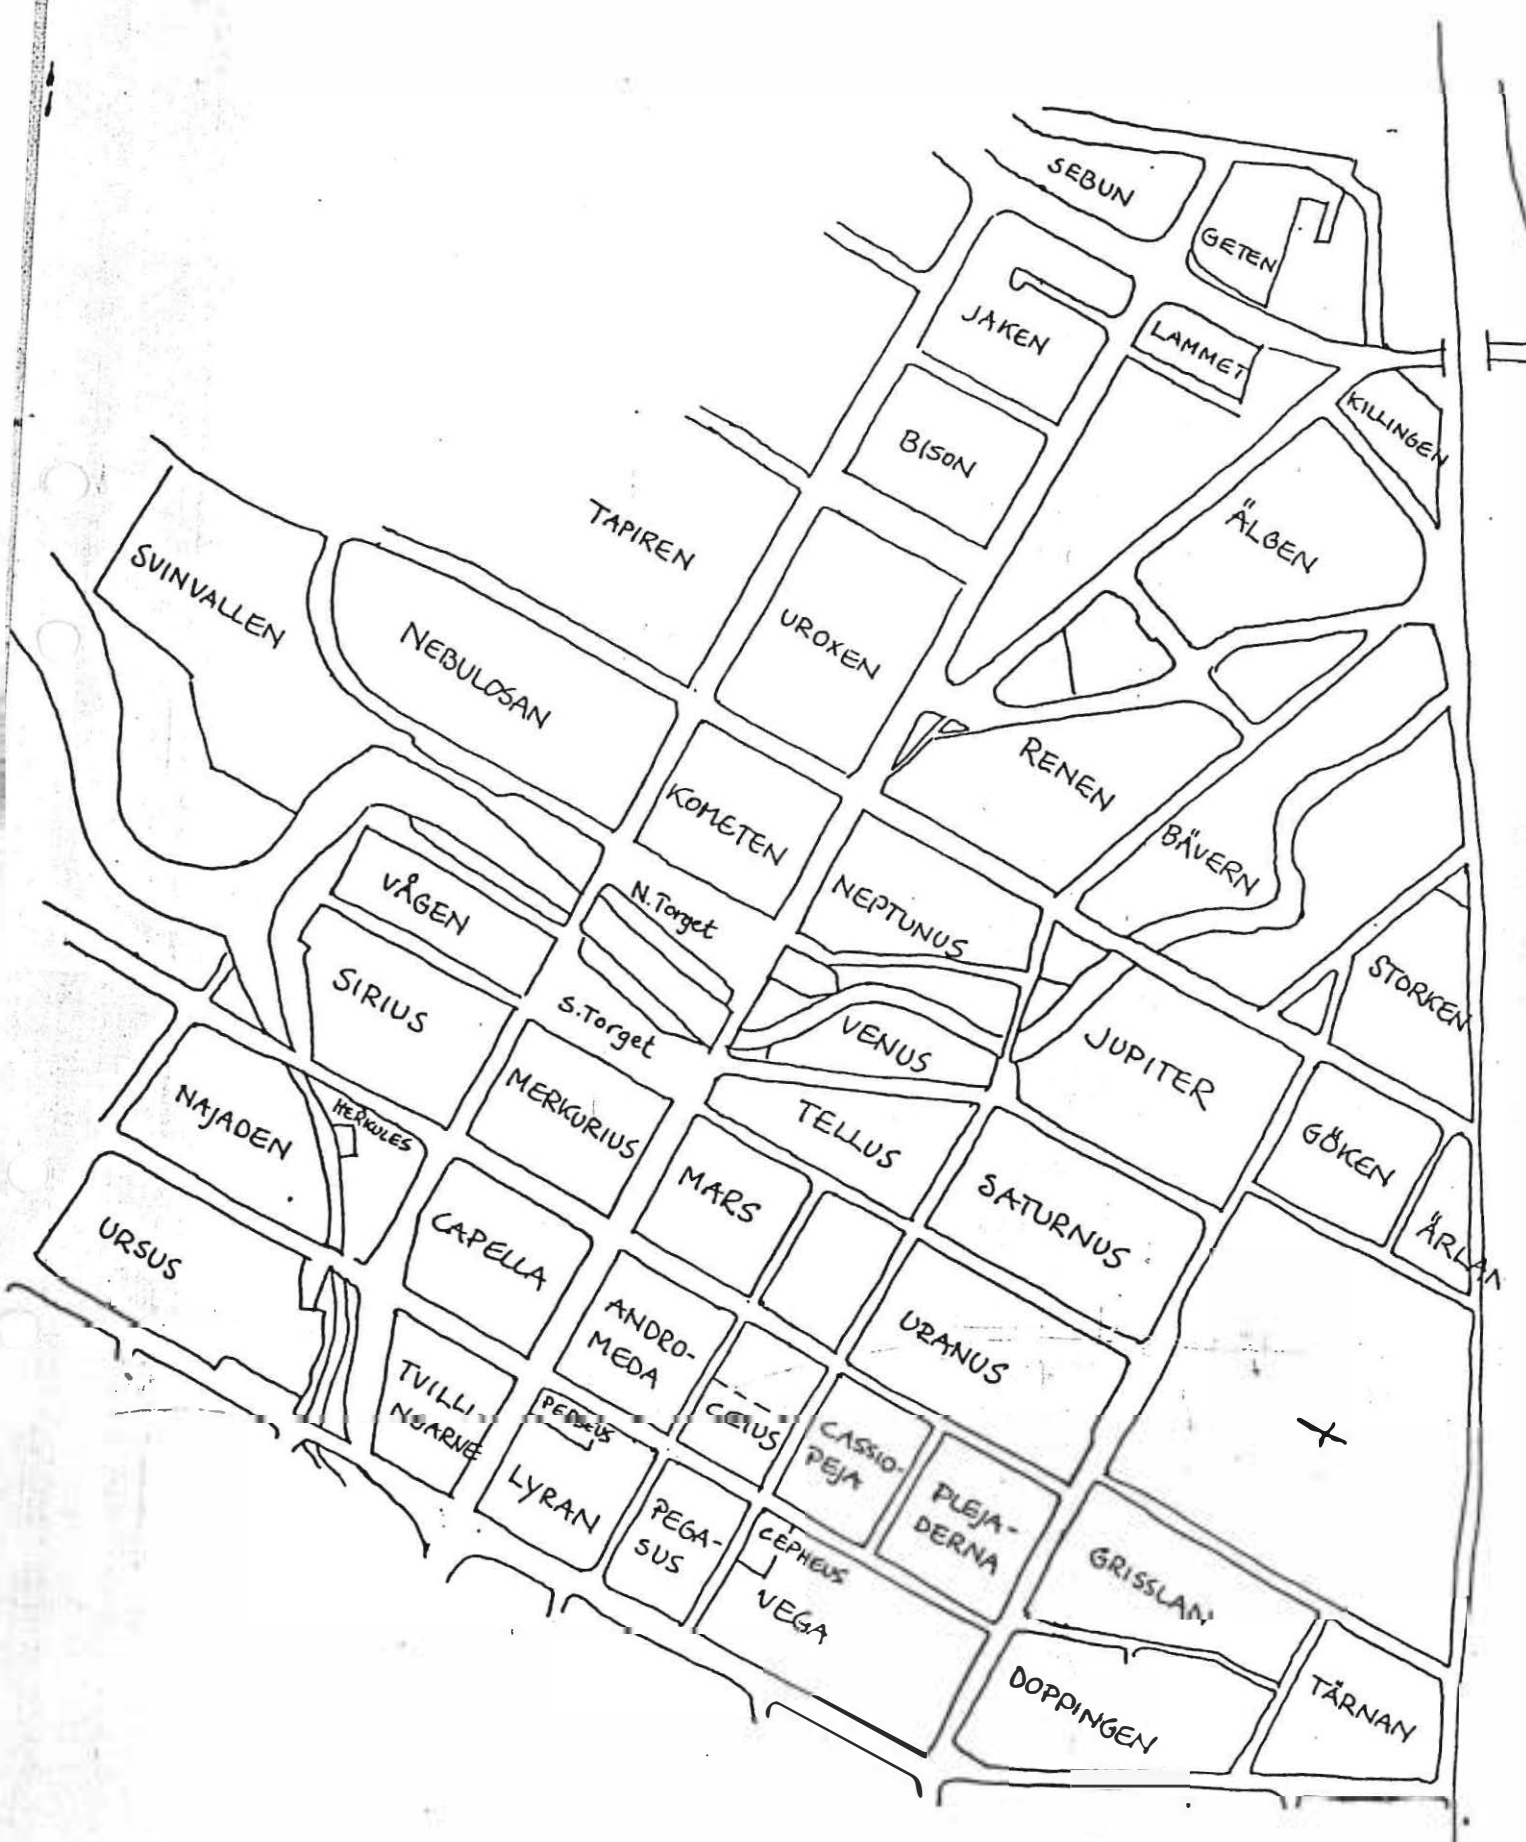 SEBUN
GETEN
JAKEN
LAMMET
KILLINGEN
BISON
ÄLGEN
TAPIREN
SVINVALLEN
UROXEN
NEBULOSAN
RENEN
KOMETEN
BÄVERN
VÅGEN
N. Torget
NEPTUNUS
STORKEN
SIRIUS
S. Torget
VENUS
JUPITER
MERKURIUS
NAJADEN
HERKULES
TELLUS
GÖKEN
MARS
SATURNUS
ÄRLAN
URSUS
CAPELLA
ANDRO-
MEDA
URANUS
TVILLI-
NGARNE
PERSEUS
CETUS
CASSIO-
PEJA
LYRAN
PEGA-
SUS
PLEJA-
DERNA
CEPHEUS
VEGA
GRISSLAN
DOPPINGEN
TÄRNAN